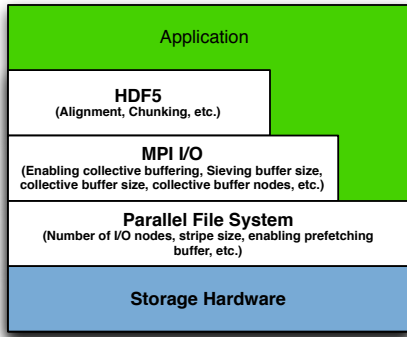 Application
HDF5
(Alignment, Chunking, etc.)
MPI I/O
(Enabling collective buffering, Sieving buffer size,
collective buffer size, collective buffer nodes, etc.)
Parallel File System
(Number of I/O nodes, stripe size, enabling prefetching
buffer, etc.)
Storage Hardware